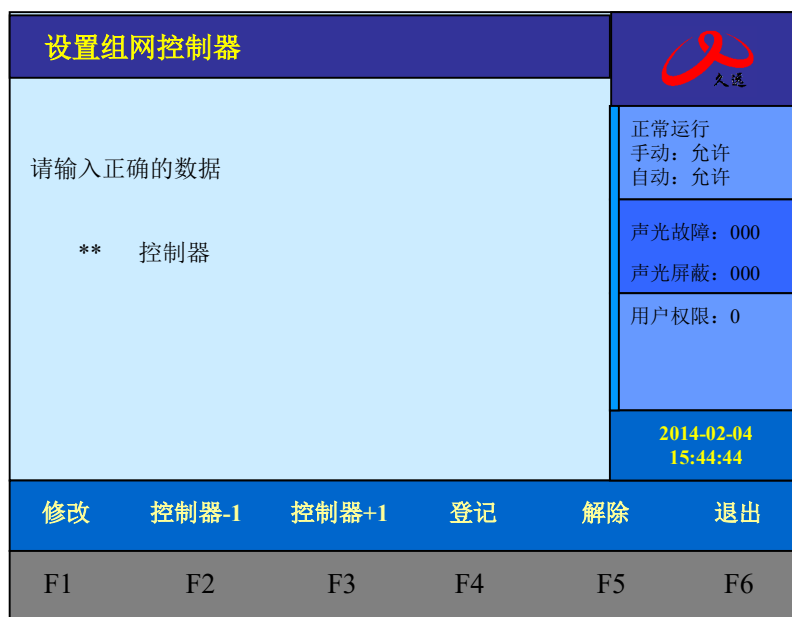 设置组网控制器
久远
正常运行
手动：允许
自动：允许
请输入正确的数据
声光故障：000
** 控制器
声光屏蔽：000
用户权限：0
2014-02-04
15:44:44
修改 控制器-1 控制器+1 登记 解除 退出
F1 F2 F3 F4 F5 F6